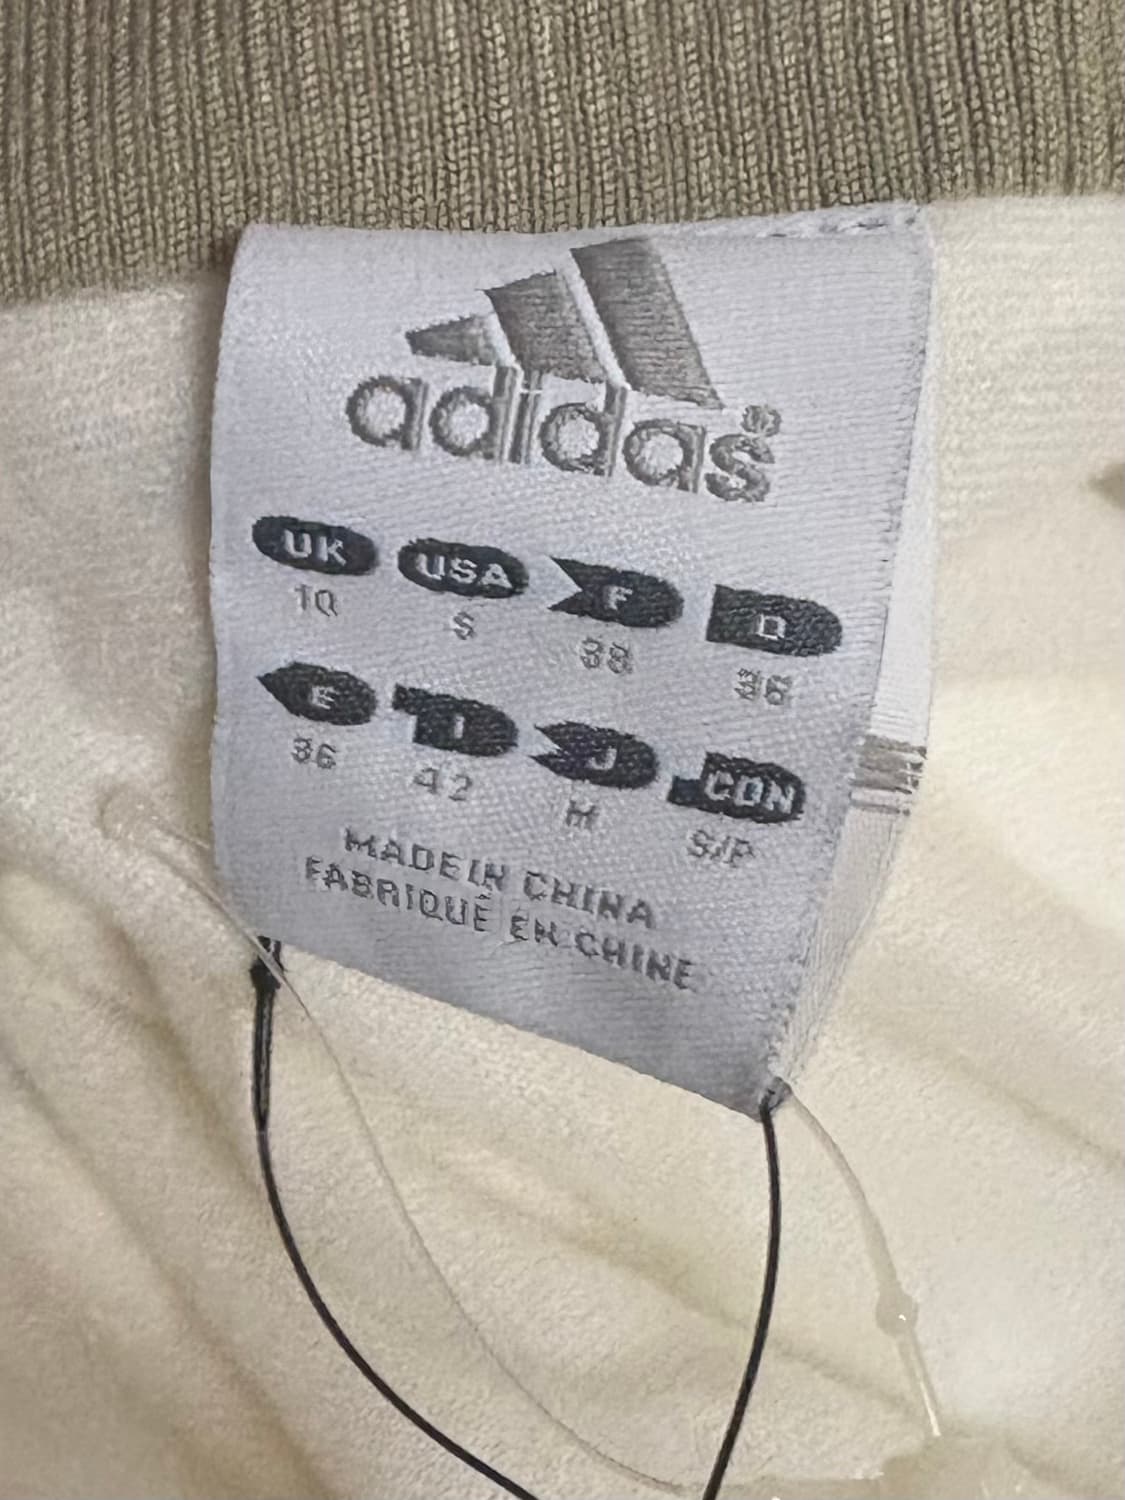 adidas®
UK USA F D
10 S 38 36
E I J CDN
36 42 M S/P
MADE IN CHINA
FABRIQUÉ EN CHINE